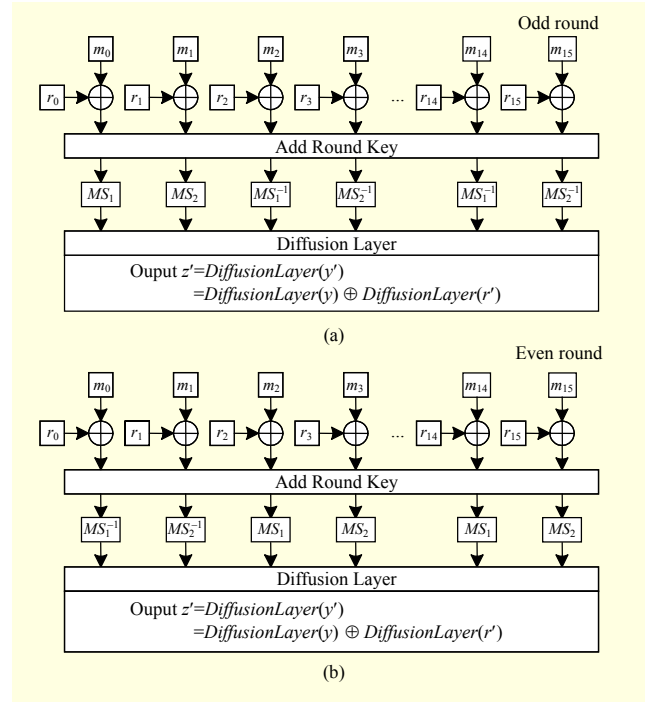 Odd round
m0 m1 m2 m3 m14 m15
r0 r1 r2 r3 ... r14 r15
Add Round Key
MS1 MS2 MS1⁻¹ MS2⁻¹ MS1⁻¹ MS2⁻¹
Diffusion Layer
Ouput z'=DiffusionLayer(y')
=DiffusionLayer(y) ⊕ DiffusionLayer(r')
(a)
Even round
m0 m1 m2 m3 m14 m15
r0 r1 r2 r3 ... r14 r15
Add Round Key
MS1⁻¹ MS2⁻¹ MS1 MS2 MS1 MS2
Diffusion Layer
Ouput z'=DiffusionLayer(y')
=DiffusionLayer(y) ⊕ DiffusionLayer(r')
(b)